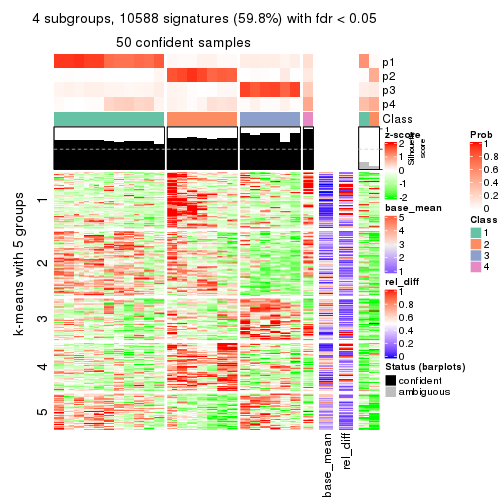 4 subgroups, 10588 signatures (59.8%) with fdr < 0.05
50 confident samples
p1
p2
p3
p4
Class
1
Silhouette
score
k-means with 5 groups
1
2
3
4
5
base_mean
rel_diff
z-score
2
1
0
-1
-2
base_mean
5
4
3
2
1
rel_diff
1
0.8
0.6
0.4
0.2
0
Status (barplots)
confident
ambiguous
Prob
1
0.8
0.6
0.4
0.2
0
Class
1
2
3
4